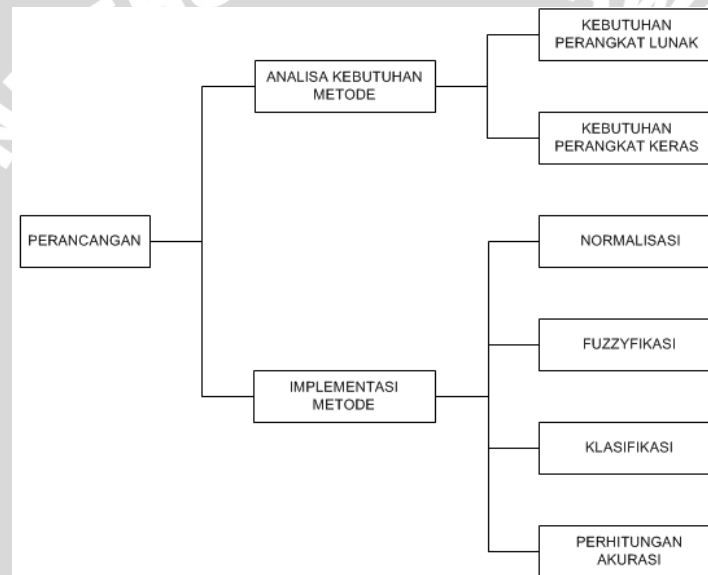 KEBUTUHAN
PERANGKAT LUNAK
ANALISA KEBUTUHAN
METODE
KEBUTUHAN
PERANGKAT KERAS
PERANCANGAN
NORMALISASI
FUZZYFIKASI
IMPLEMENTASI
METODE
KLASIFIKASI
PERHITUNGAN
AKURASI